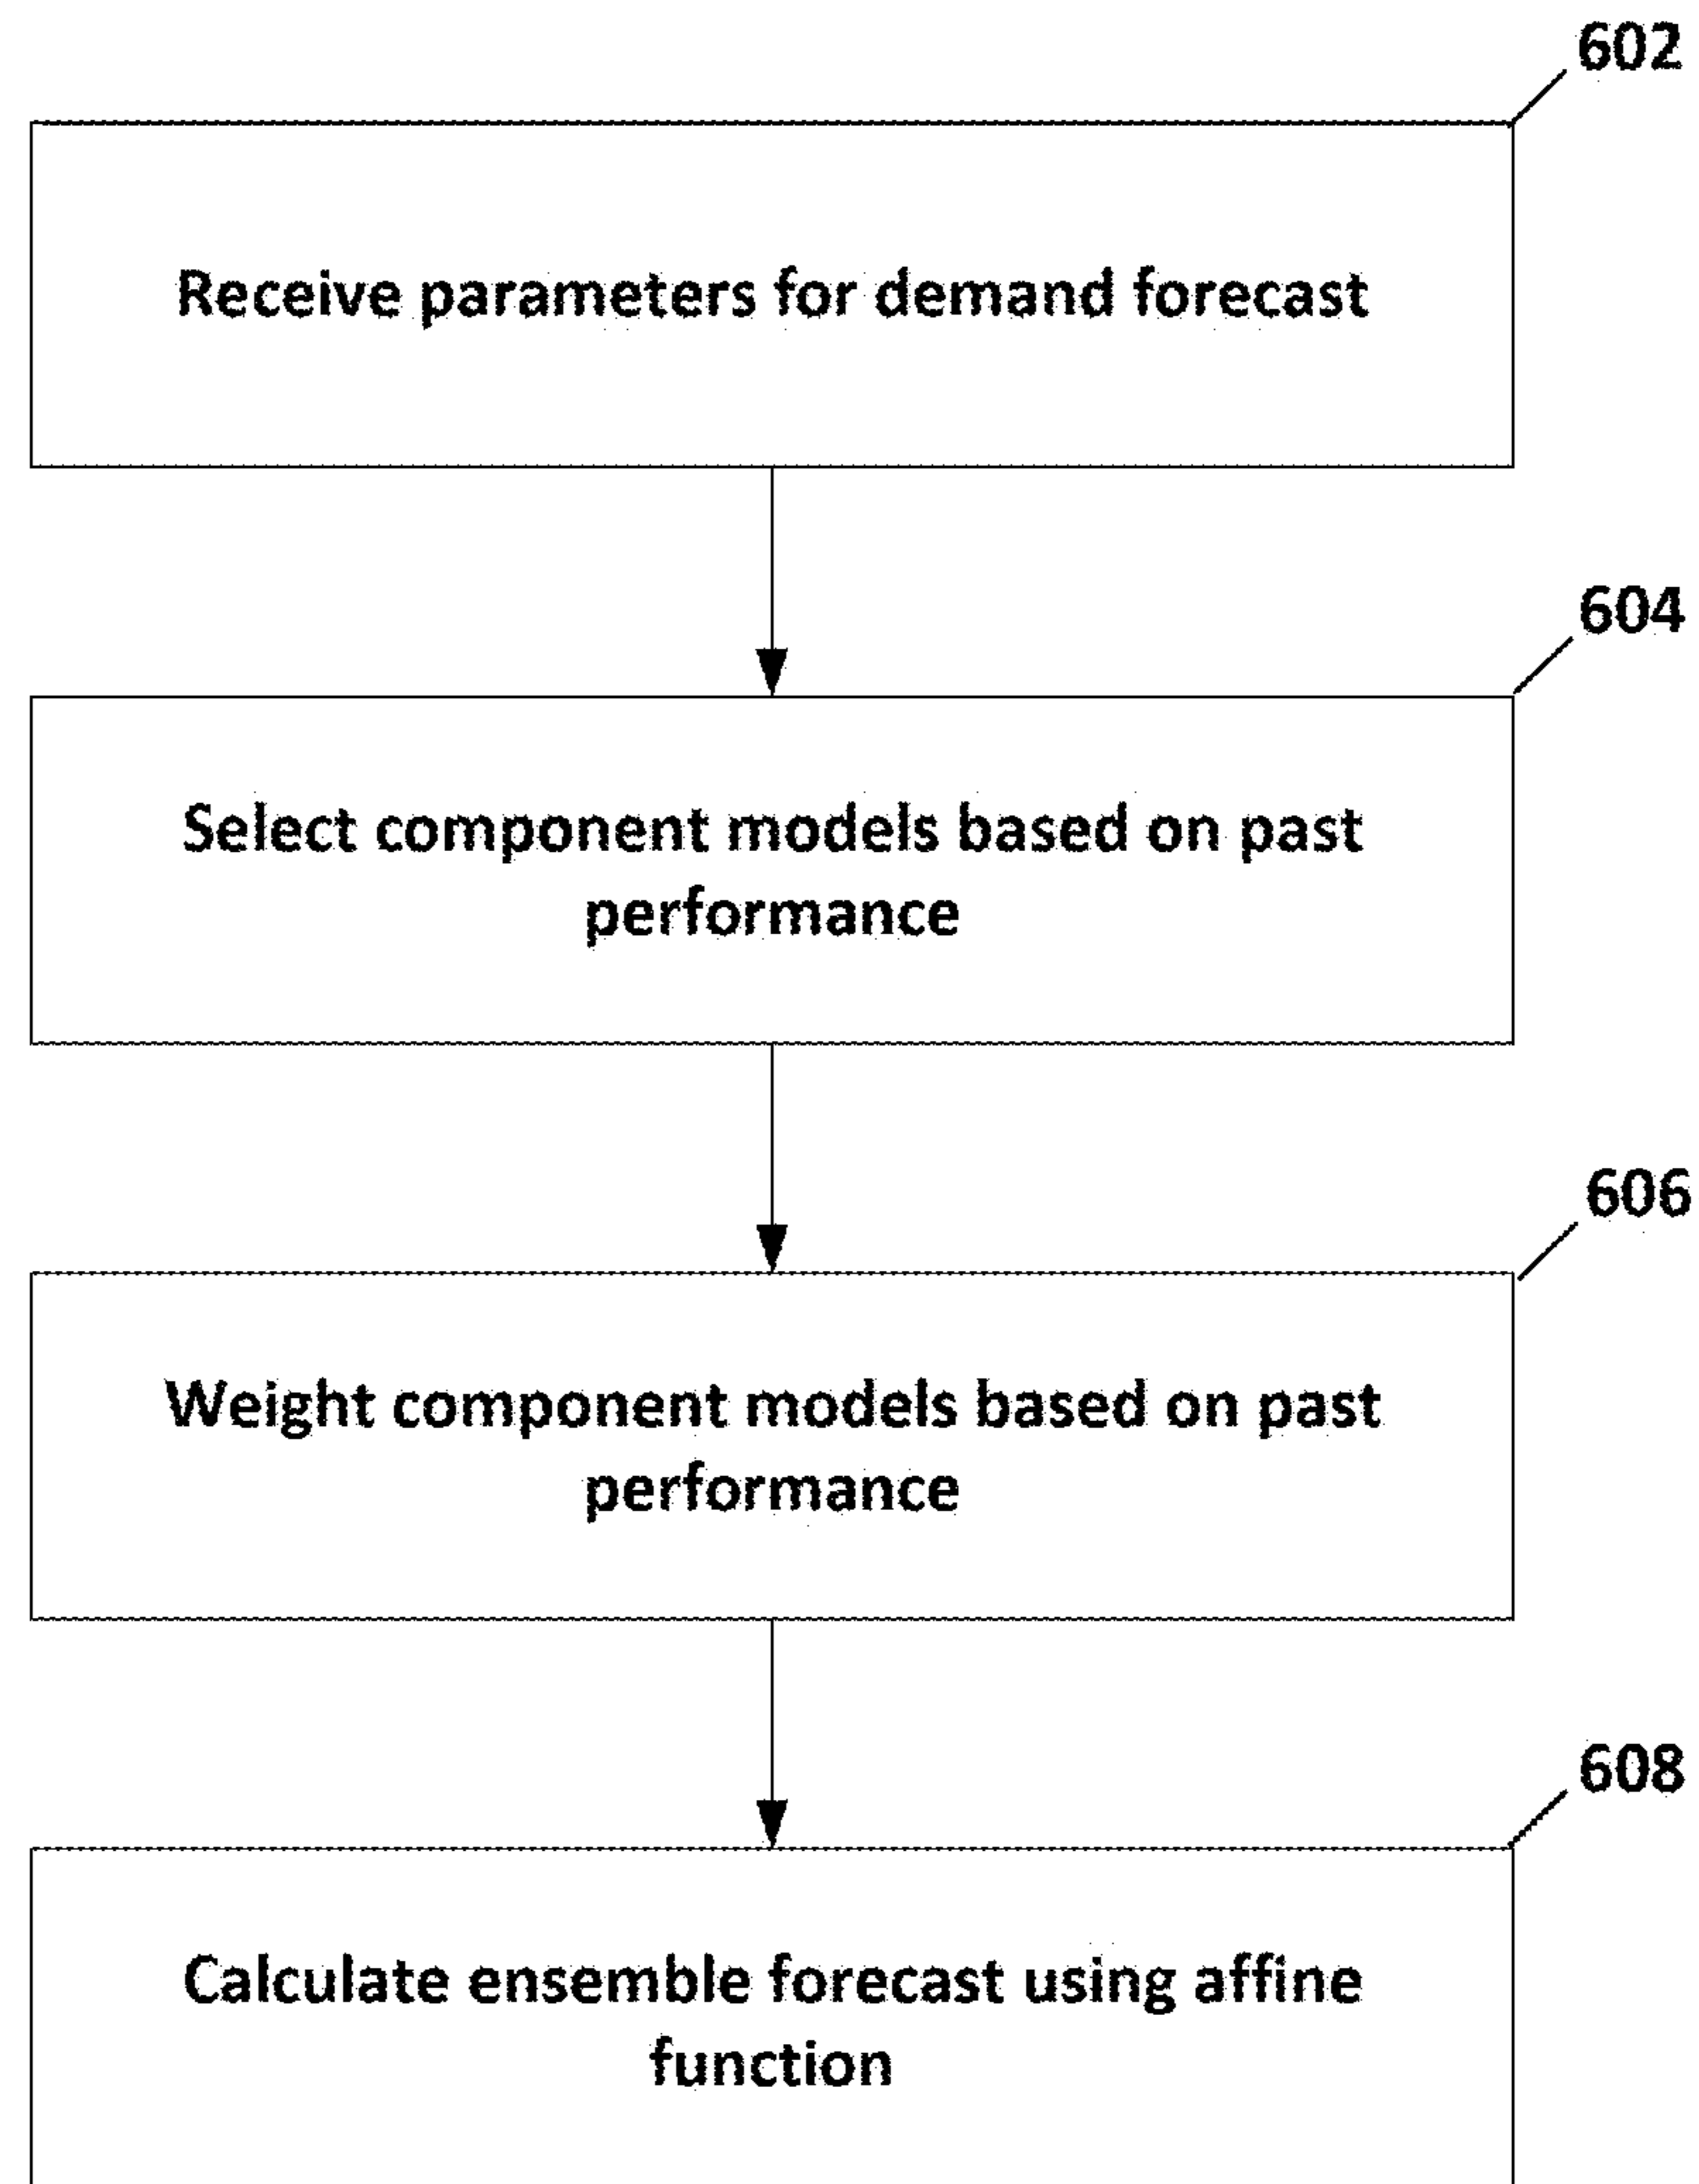 602
Receive parameters for demand forecast
604
Select component models based on past
performance
606
Weight component models based on past
performance
608
Calculate ensemble forecast using affine
function